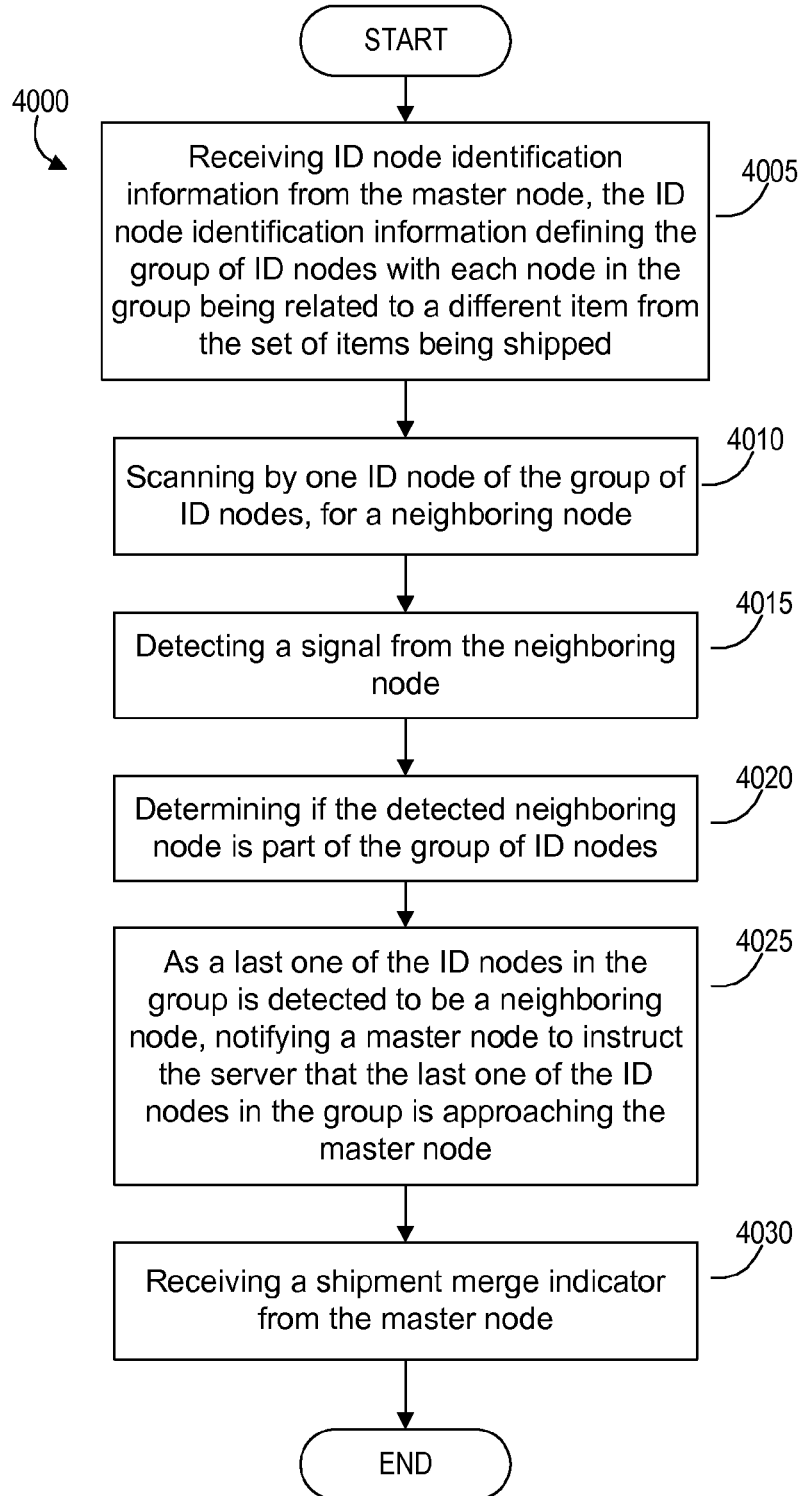 START
4000
Receiving ID node identification
information from the master node, the ID
node identification information defining the
group of ID nodes with each node in the
group being related to a different item from
the set of items being shipped
4005
Scanning by one ID node of the group of
ID nodes, for a neighboring node
4010
Detecting a signal from the neighboring
node
4015
Determining if the detected neighboring
node is part of the group of ID nodes
4020
As a last one of the ID nodes in the
group is detected to be a neighboring
node, notifying a master node to instruct
the server that the last one of the ID
nodes in the group is approaching the
master node
4025
Receiving a shipment merge indicator
from the master node
4030
END